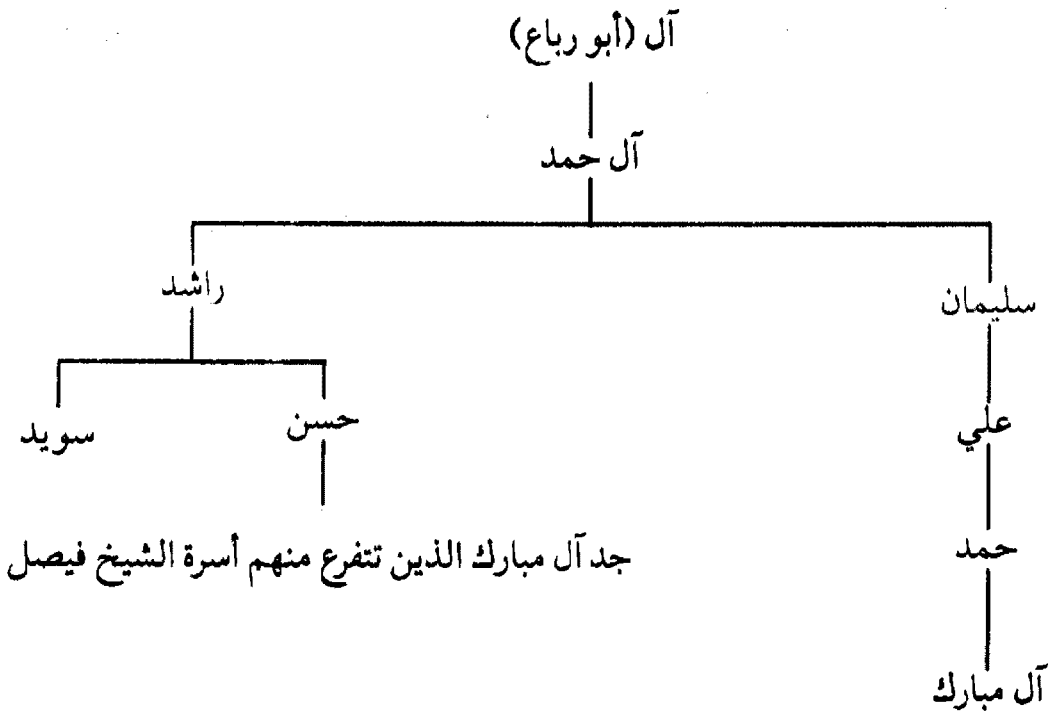 آل (أبو رباع)
آل حمد
سليمان
راشد
علي
حسن
سويد
حمد
جد آل مبارك الذين تتفرع منهم أسرة الشيخ فيصل
آل مبارك